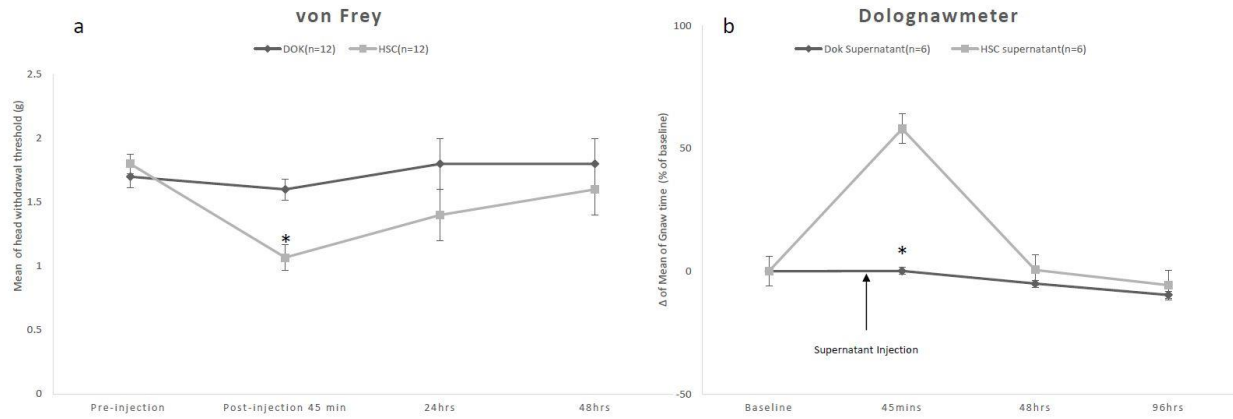 von Frey
a
DOK(n=12) HSC(n=12)
2.5
2
1.5
1
0.5
0
Mean of head withdrawal threshold (g)
*
Pre-injection Post-injection 45 min 24hrs 48hrs
Dolognawmeter
b
Dok Supernatant(n=6) HSC supernatant(n=6)
100
50
0
-50
Δ of Mean of Gnaw time (% of baseline)
*
Supernatant Injection
Baseline 45mins 48hrs 96hrs